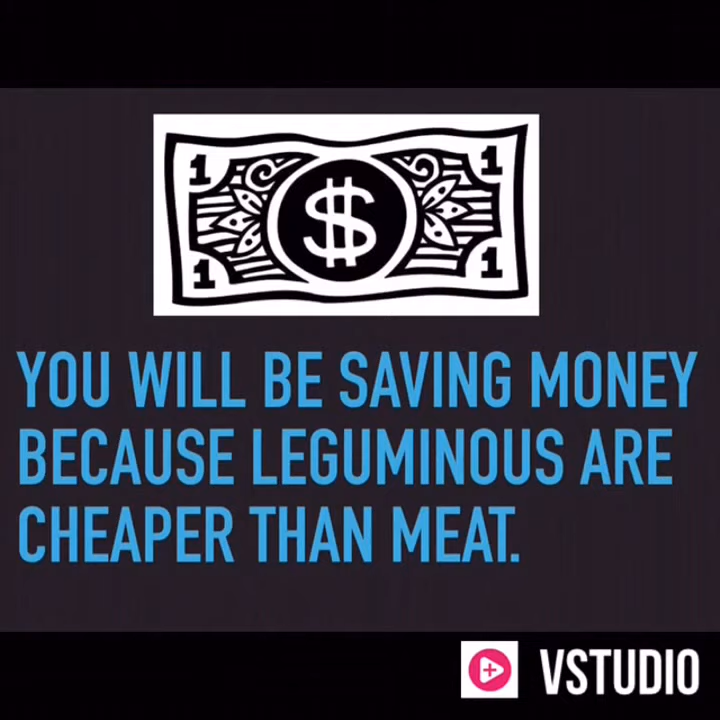 1 1
$
1 1
YOU WILL BE SAVING MONEY
BECAUSE LEGUMINOUS ARE
CHEAPER THAN MEAT.
VSTUDIO